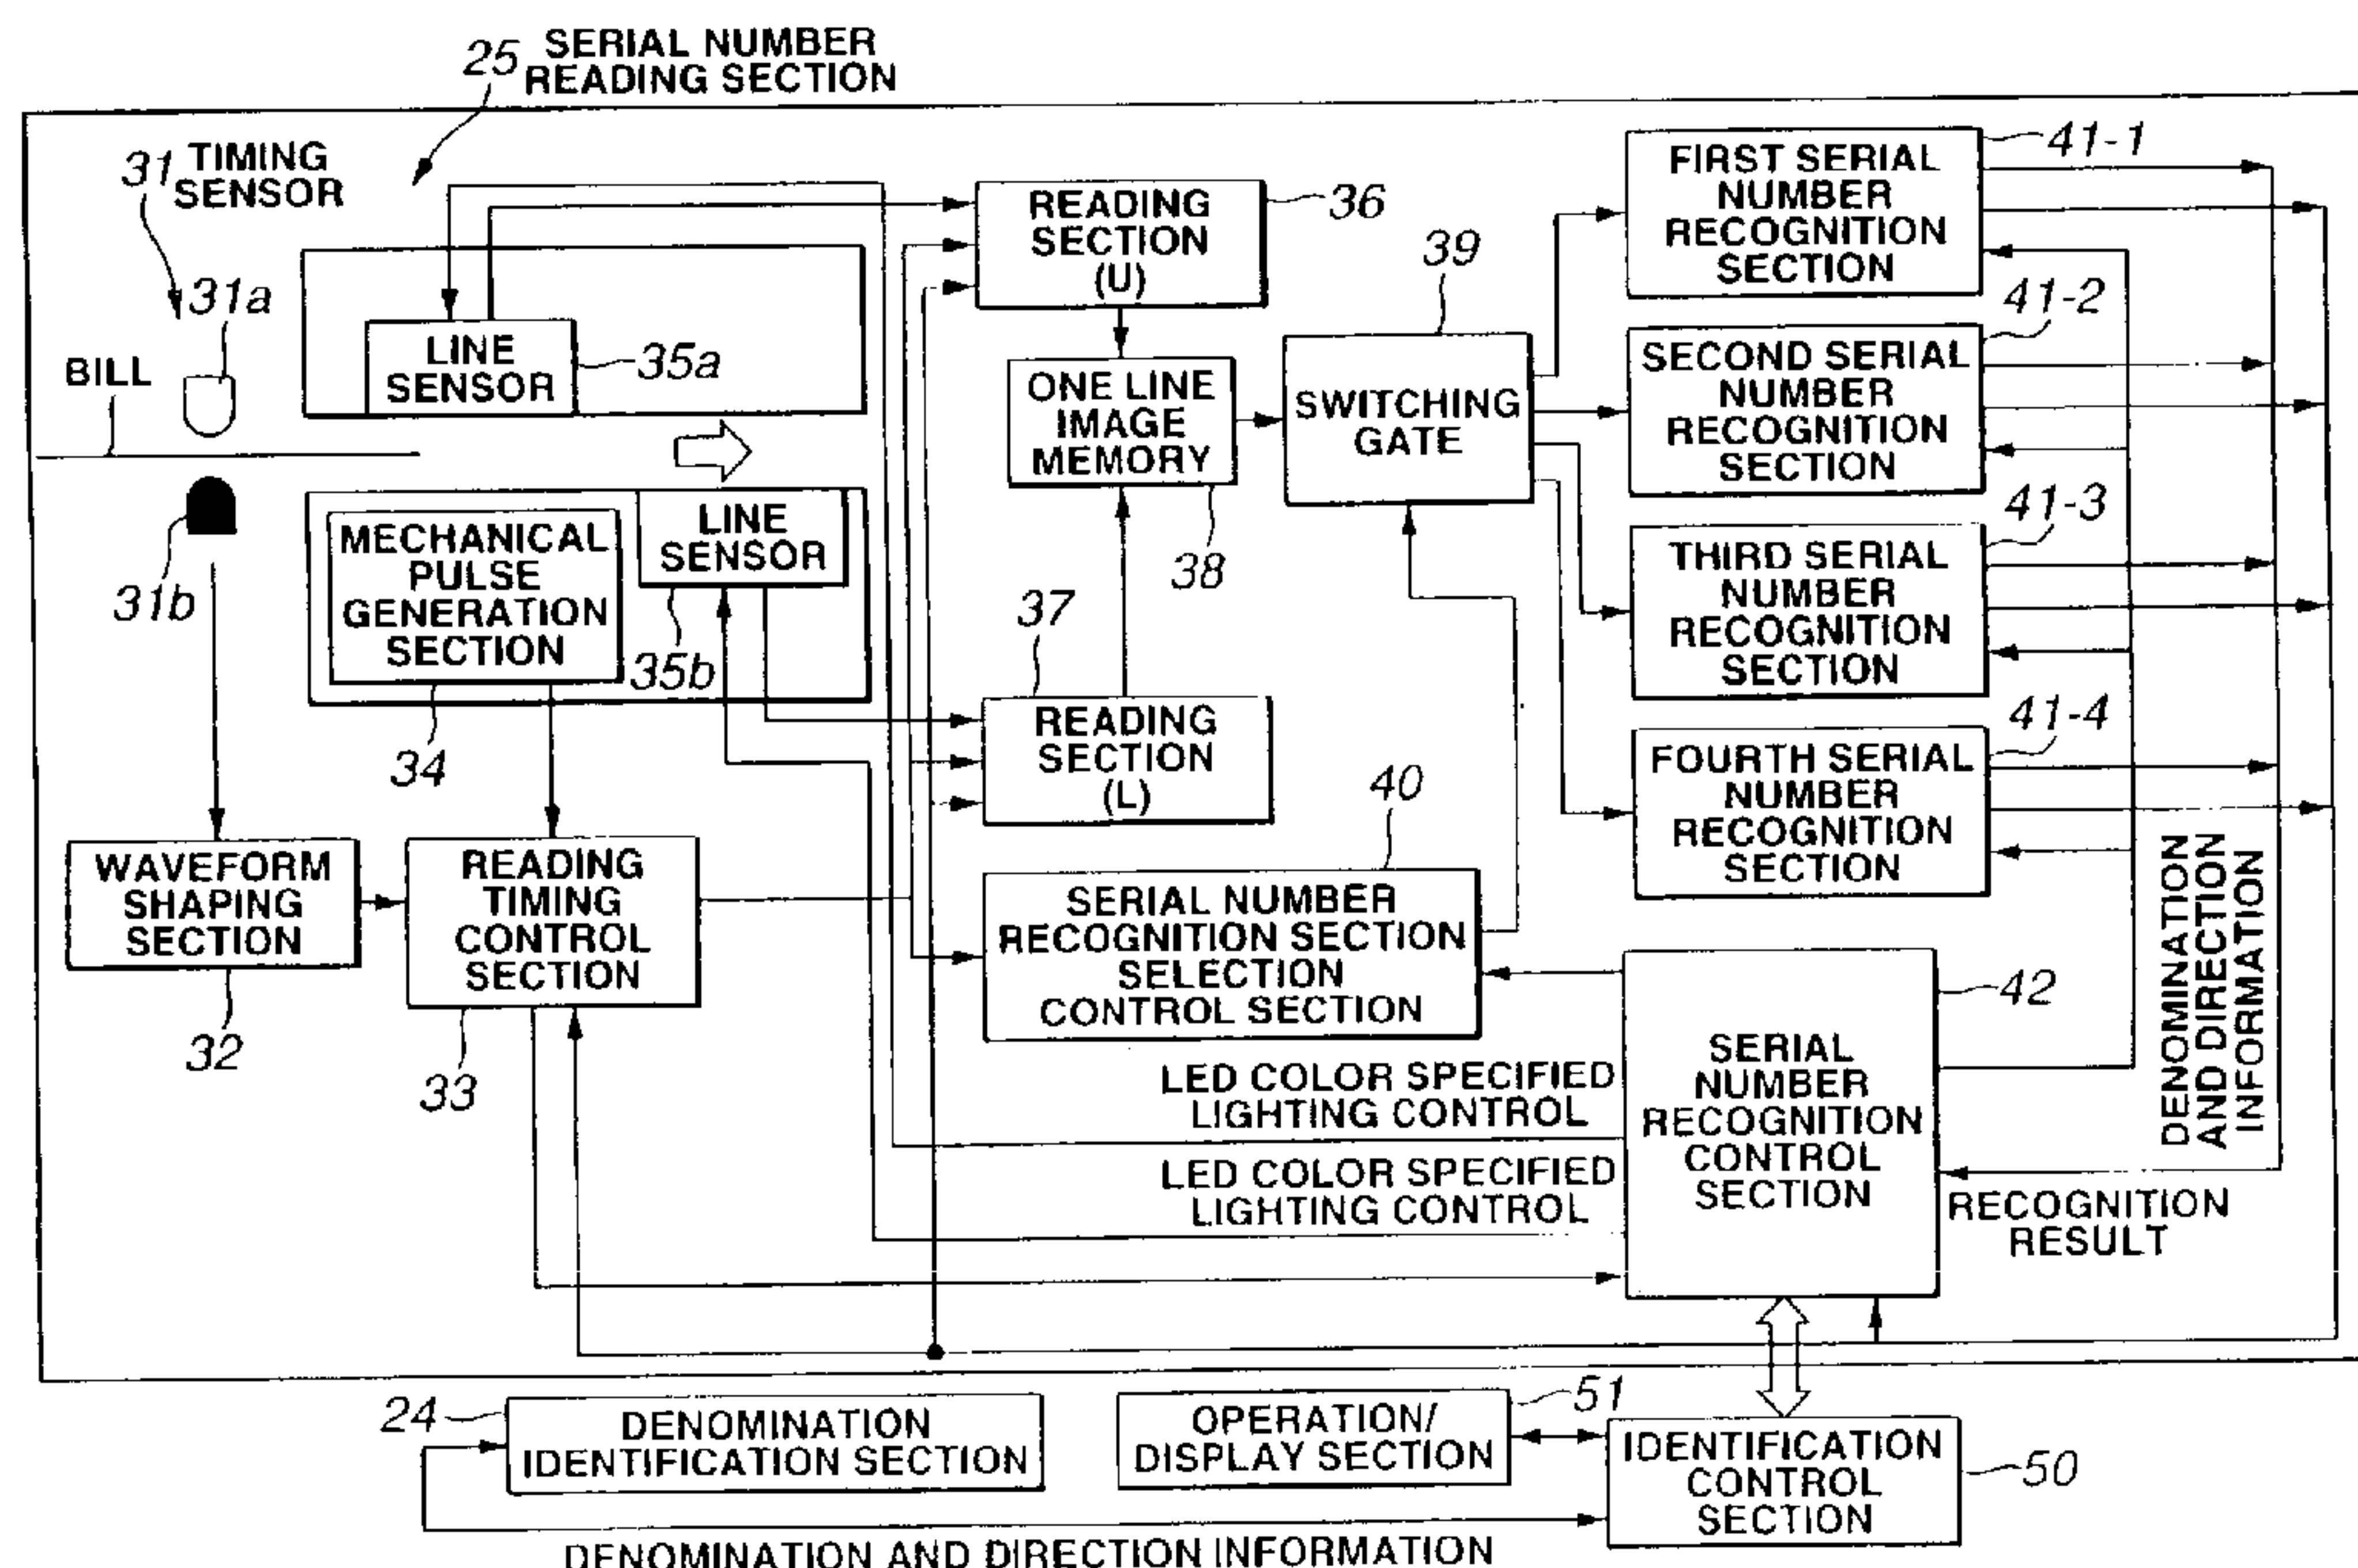 25
SERIAL NUMBER
READING SECTION
31
TIMING
SENSOR
31a
BILL
31b
LINE
SENSOR
35a
MECHANICAL
PULSE
GENERATION
SECTION
34
LINE
SENSOR
35b
WAVEFORM
SHAPING
SECTION
32
READING
TIMING
CONTROL
SECTION
33
READING
SECTION
(U)
36
ONE LINE
IMAGE
MEMORY
38
37
READING
SECTION
(L)
39
SWITCHING
GATE
40
SERIAL NUMBER
RECOGNITION SECTION
SELECTION
CONTROL SECTION
FIRST SERIAL
NUMBER
RECOGNITION
SECTION
41-1
SECOND SERIAL
NUMBER
RECOGNITION
SECTION
41-2
THIRD SERIAL
NUMBER
RECOGNITION
SECTION
41-3
FOURTH SERIAL
NUMBER
RECOGNITION
SECTION
41-4
DENOMINATION
AND DIRECTION
INFORMATION
LED COLOR SPECIFIED
LIGHTING CONTROL
LED COLOR SPECIFIED
LIGHTING CONTROL
SERIAL
NUMBER
RECOGNITION
CONTROL
SECTION
42
RECOGNITION
RESULT
24
DENOMINATION
IDENTIFICATION SECTION
OPERATION/
DISPLAY SECTION
51
IDENTIFICATION
CONTROL
SECTION
50
DENOMINATION AND DIRECTION INFORMATION